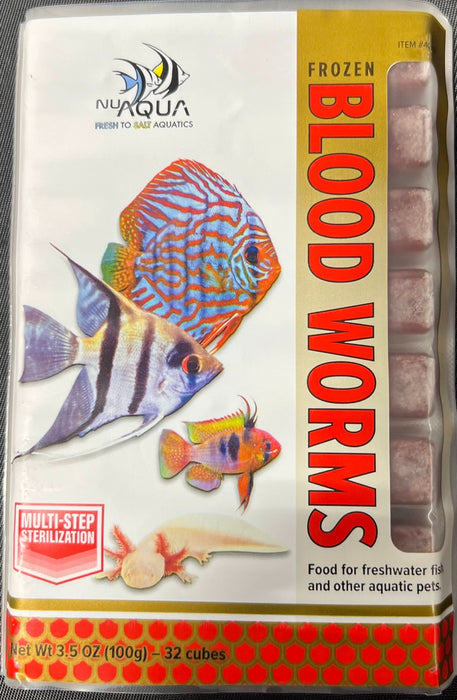 ITEM #4
FROZEN
BLOOD WORMS
NUAQUA
FRESH TO SALT AQUATICS
MULTI-STEP
STERILIZATION
Food for freshwater fish
and other aquatic pets.
Net Wt 3.5 OZ (100g) – 32 cubes